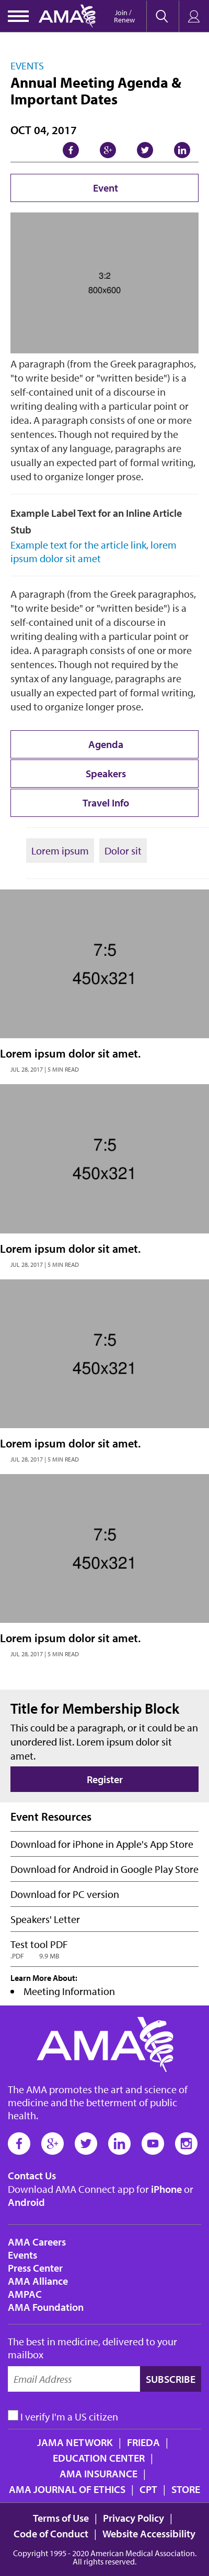 AMA
Join /
Renew
EVENTS
Annual Meeting Agenda &
Important Dates
OCT 04, 2017
Event
3:2
800x600
A paragraph (from the Greek paragraphos,
"to write beside" or "written beside") is a
self-contained unit of a discourse in
writing dealing with a particular point or
idea. A paragraph consists of one or more
sentences. Though not required by the
syntax of any language, paragraphs are
usually an expected part of formal writing,
used to organize longer prose.
Example Label Text for an Inline Article
Stub
Example text for the article link, lorem
ipsum dolor sit amet
A paragraph (from the Greek paragraphos,
"to write beside" or "written beside") is a
self-contained unit of a discourse in
writing dealing with a particular point or
idea. A paragraph consists of one or more
sentences. Though not required by the
syntax of any language, paragraphs are
usually an expected part of formal writing,
used to organize longer prose.
Agenda
Speakers
Travel Info
Lorem ipsum
Dolor sit
7:5
450x321
Lorem ipsum dolor sit amet.
JUL 28, 2017 | 5 MIN READ
7:5
450x321
Lorem ipsum dolor sit amet.
JUL 28, 2017 | 5 MIN READ
7:5
450x321
Lorem ipsum dolor sit amet.
JUL 28, 2017 | 5 MIN READ
7:5
450x321
Lorem ipsum dolor sit amet.
JUL 28, 2017 | 5 MIN READ
Title for Membership Block
This could be a paragraph, or it could be an
unordered list. Lorem ipsum dolor sit
amet.
Register
Event Resources
Download for iPhone in Apple's App Store
Download for Android in Google Play Store
Download for PC version
Speakers' Letter
Test tool PDF
.PDF 9.9 MB
Learn More About:
• Meeting Information
AMA
The AMA promotes the art and science of
medicine and the betterment of public
health.
Contact Us
Download AMA Connect app for iPhone or
Android
AMA Careers
Events
Press Center
AMA Alliance
AMPAC
AMA Foundation
The best in medicine, delivered to your
mailbox
Email Address
SUBSCRIBE
I verify I'm a US citizen
JAMA NETWORK | FRIEDA |
EDUCATION CENTER |
AMA INSURANCE |
AMA JOURNAL OF ETHICS | CPT | STORE
Terms of Use | Privacy Policy |
Code of Conduct | Website Accessibility
Copyright 1995 - 2020 American Medical Association.
All rights reserved.